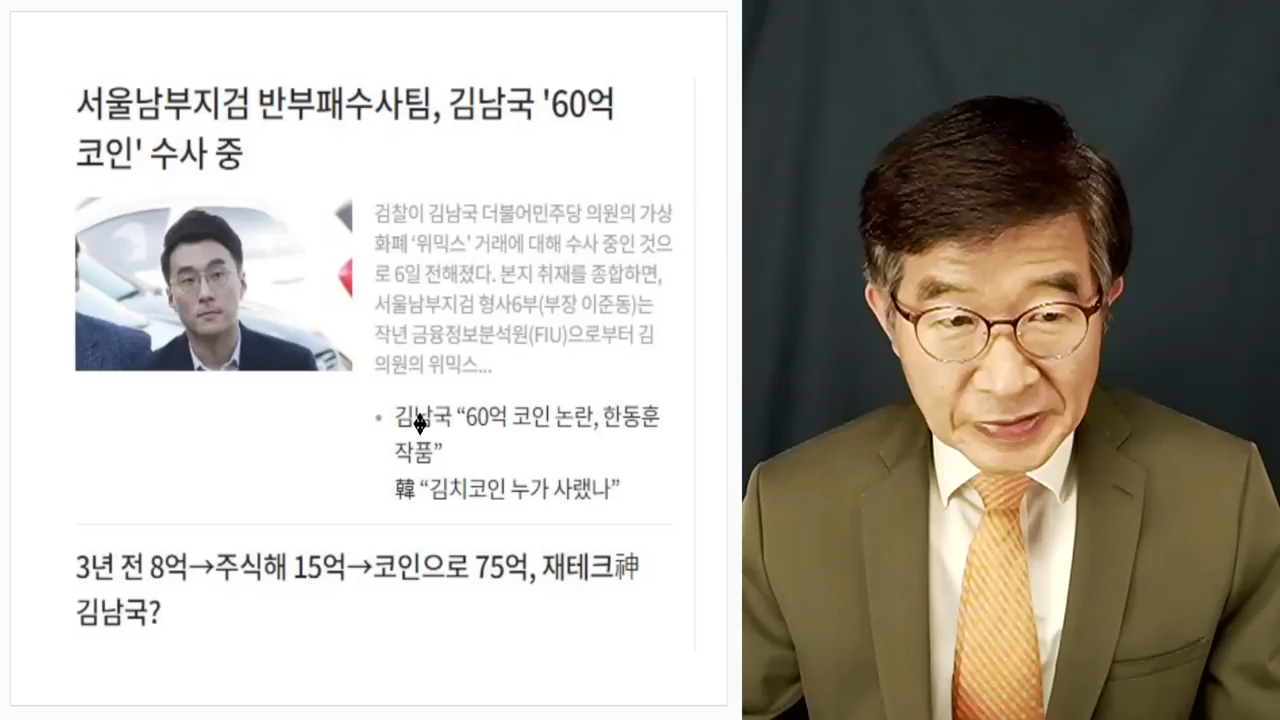 서울남부지검 반부패수사팀, 김남국 '60억
코인' 수사 중
검찰이 김남국 더불어민주당 의원의 가상
화폐 ‘위믹스’ 거래에 대해 수사 중인 것으
로 6일 전해졌다. 본지 취재를 종합하면,
서울남부지검 형사6부(부장 이준동)는
작년 금융정보분석원(FIU)으로부터 김
의원의 위믹스...
• 김남국 “60억 코인 논란, 한동훈
작품”
韓 “김치코인 누가 사랬나”
3년 전 8억→주식해 15억→코인으로 75억, 재테크神
김남국?